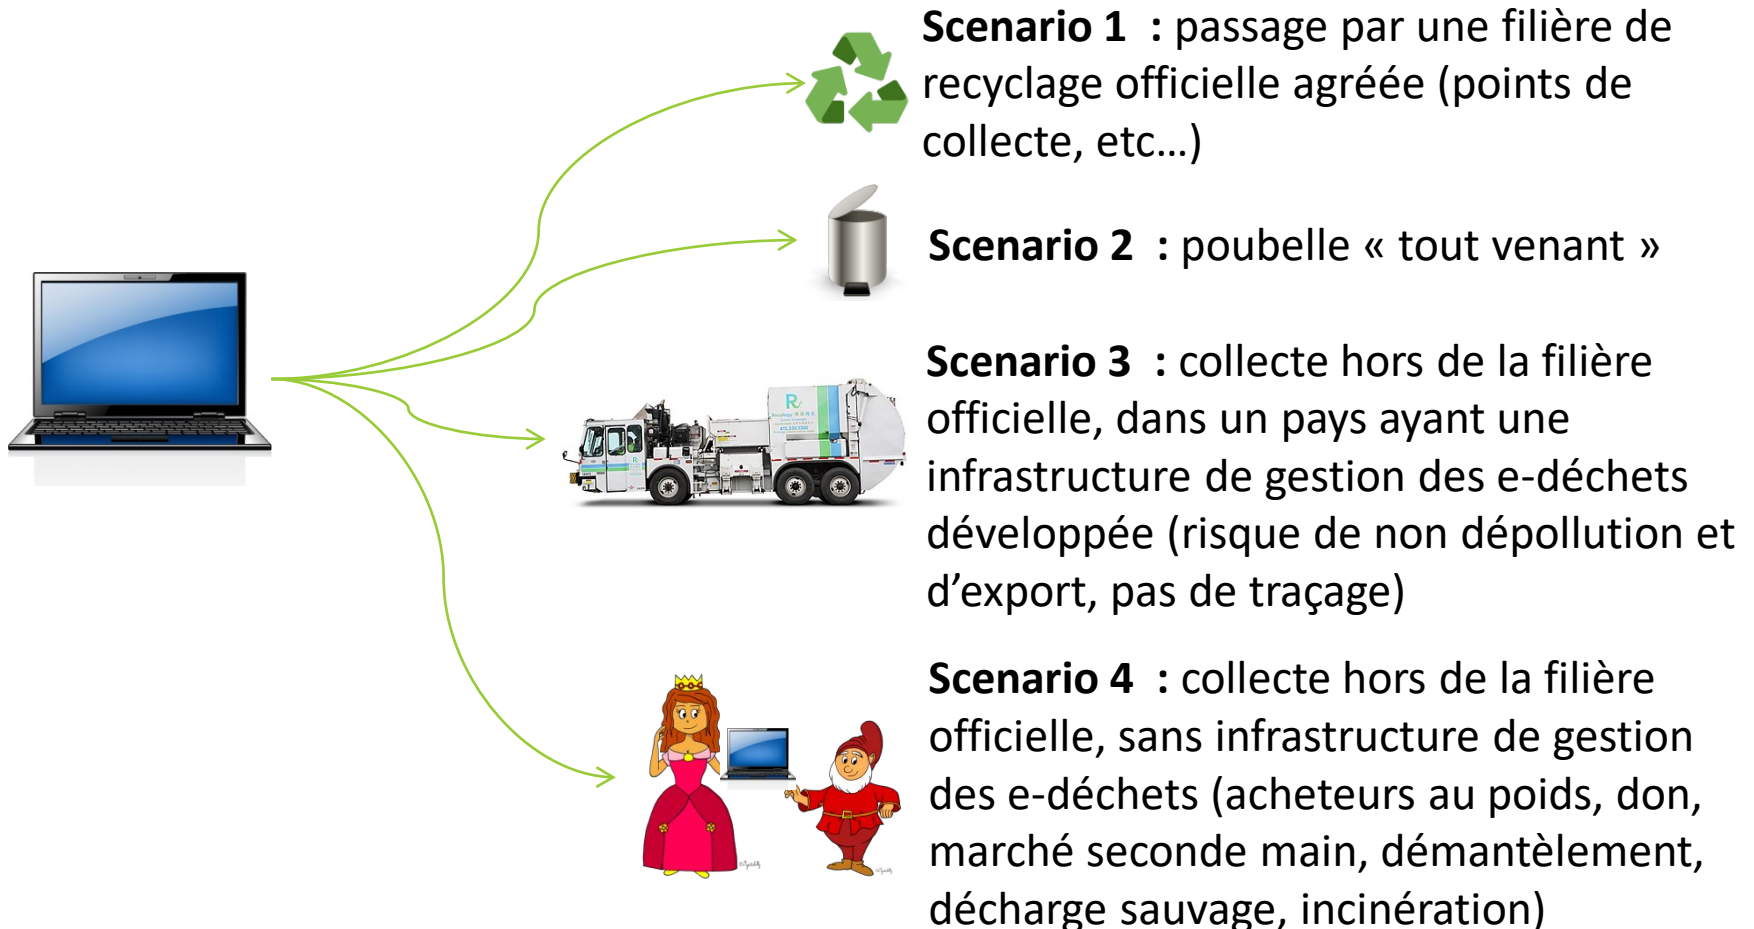 Scenario 1  : passage par une filière de
recyclage officielle agréée (points de
collecte, etc…)
Scenario 2  : poubelle « tout venant »
Scenario 3  : collecte hors de la filière
officielle, dans un pays ayant une
infrastructure de gestion des e-déchets
développée (risque de non dépollution et
d’export, pas de traçage)
Scenario 4  : collecte hors de la filière
officielle, sans infrastructure de gestion
des e-déchets (acheteurs au poids, don,
marché seconde main, démantèlement,
décharge sauvage, incinération)
R
Recology
R